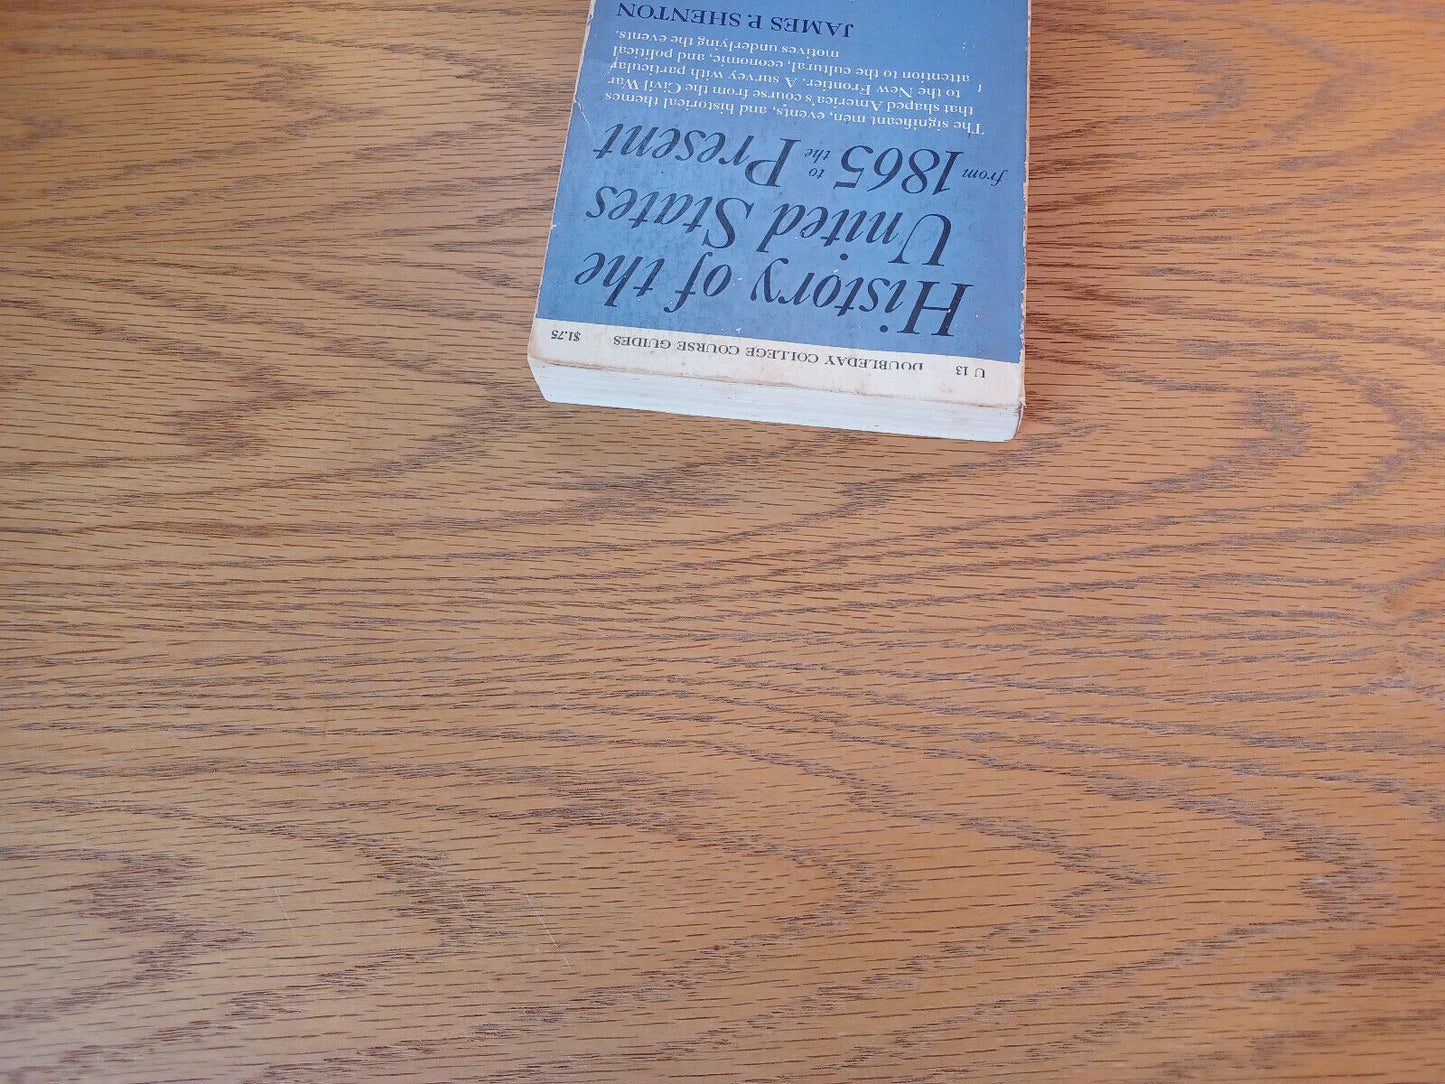 U 13 DOUBLEDAY COLLEGE COURSE GUIDES $1.75
History of the
United States
from 1865 to the Present
The significant men, events, and historical themes
that shaped America's course from the Civil War
to the New Frontier. A survey with particular
attention to the cultural, economic, and political
motives underlying the events.
JAMES P. SHENTON